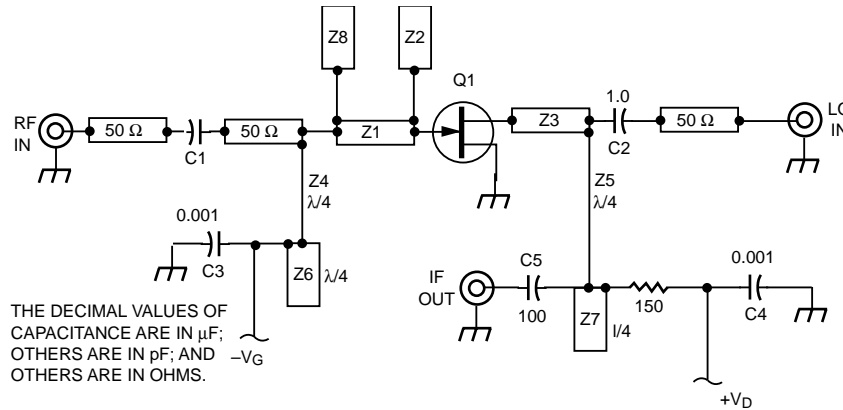 Z8
Z2
Q1
RF
IN
50 Ω
C1
50 Ω
Z1
Z3
1.0
C2
50 Ω
LO
IN
Z4
λ/4
Z5
λ/4
0.001
C3
Z6
λ/4
IF
OUT
C5
100
Z7
l/4
150
0.001
C4
THE DECIMAL VALUES OF
CAPACITANCE ARE IN µF;
OTHERS ARE IN pF; AND
OTHERS ARE IN OHMS.
–VG
+VD